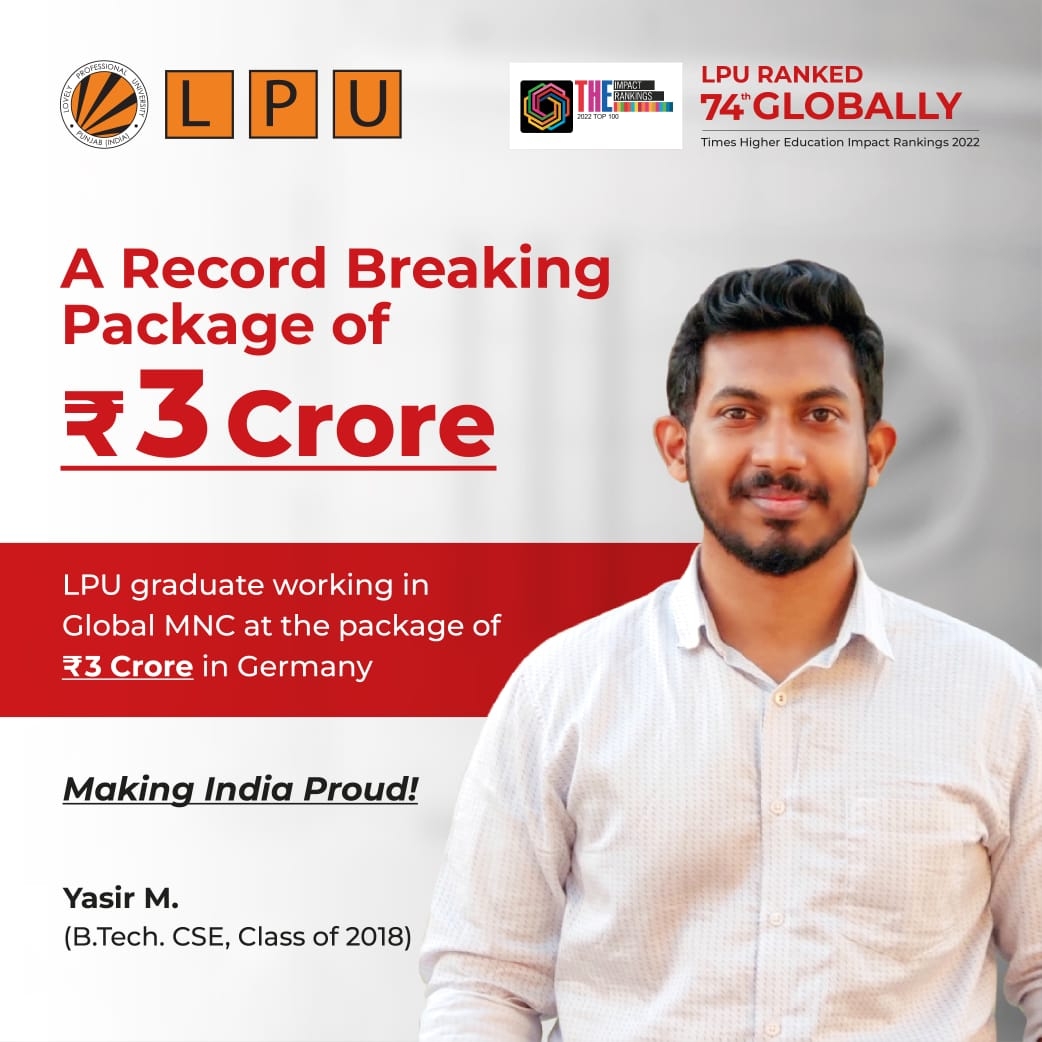 LOVELY PROFESSIONAL UNIVERSITY
PUNJAB (INDIA)
L P U
THE IMPACT
RANKINGS
2022 TOP 100
LPU RANKED
74th GLOBALLY
Times Higher Education Impact Rankings 2022
A Record Breaking
Package of
₹3 Crore
LPU graduate working in
Global MNC at the package of
₹3 Crore in Germany
Making India Proud!
Yasir M.
(B.Tech. CSE, Class of 2018)